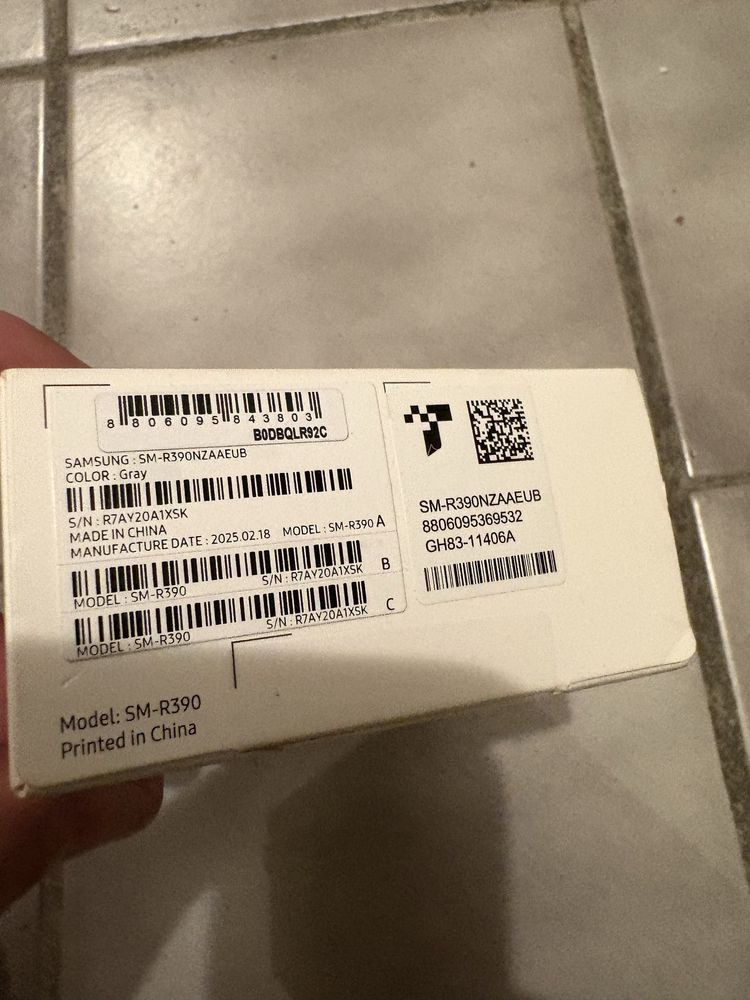 8 806095 843803
B0DBQLR92C
SAMSUNG : SM-R390NZAAEUB
COLOR : Gray
S/N : R7AY20A1XSK
MADE IN CHINA
MANUFACTURE DATE : 2025.02.18 MODEL : SM-R390 A
MODEL : SM-R390 S/N : R7AY20A1XSK B
MODEL : SM-R390 S/N : R7AY20A1XSK C
SM-R390NZAAEUB
8806095369532
GH83-11406A
Model: SM-R390
Printed in China